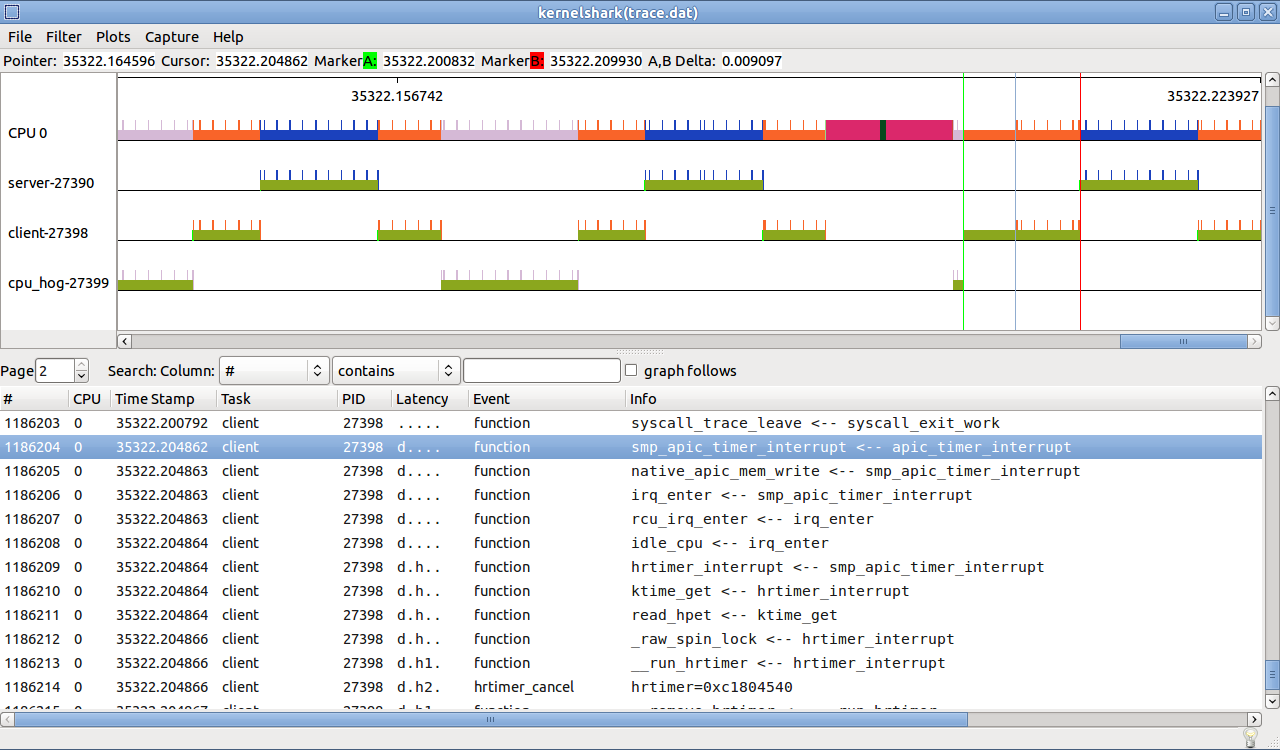 kernelshark(trace.dat)
File Filter Plots Capture Help
Pointer: 35322.164596 Cursor: 35322.204862 MarkerA: 35322.200832 MarkerB: 35322.209930 A,B Delta: 0.009097
35322.156742 35322.223927
CPU 0
server-27390
client-27398
cpu_hog-27399
Page 2 Search: Column: # contains graph follows
# CPU Time Stamp Task PID Latency Event Info
1186203 0 35322.200792 client 27398 ..... function syscall_trace_leave <-- syscall_exit_work
1186204 0 35322.204862 client 27398 d.... function smp_apic_timer_interrupt <-- apic_timer_interrupt
1186205 0 35322.204863 client 27398 d.... function native_apic_mem_write <-- smp_apic_timer_interrupt
1186206 0 35322.204863 client 27398 d.... function irq_enter <-- smp_apic_timer_interrupt
1186207 0 35322.204863 client 27398 d.... function rcu_irq_enter <-- irq_enter
1186208 0 35322.204864 client 27398 d.... function idle_cpu <-- irq_enter
1186209 0 35322.204864 client 27398 d.h.. function hrtimer_interrupt <-- smp_apic_timer_interrupt
1186210 0 35322.204864 client 27398 d.h.. function ktime_get <-- hrtimer_interrupt
1186211 0 35322.204864 client 27398 d.h.. function read_hpet <-- ktime_get
1186212 0 35322.204866 client 27398 d.h.. function _raw_spin_lock <-- hrtimer_interrupt
1186213 0 35322.204866 client 27398 d.h1. function __run_hrtimer <-- hrtimer_interrupt
1186214 0 35322.204866 client 27398 d.h2. hrtimer_cancel hrtimer=0xc1804540